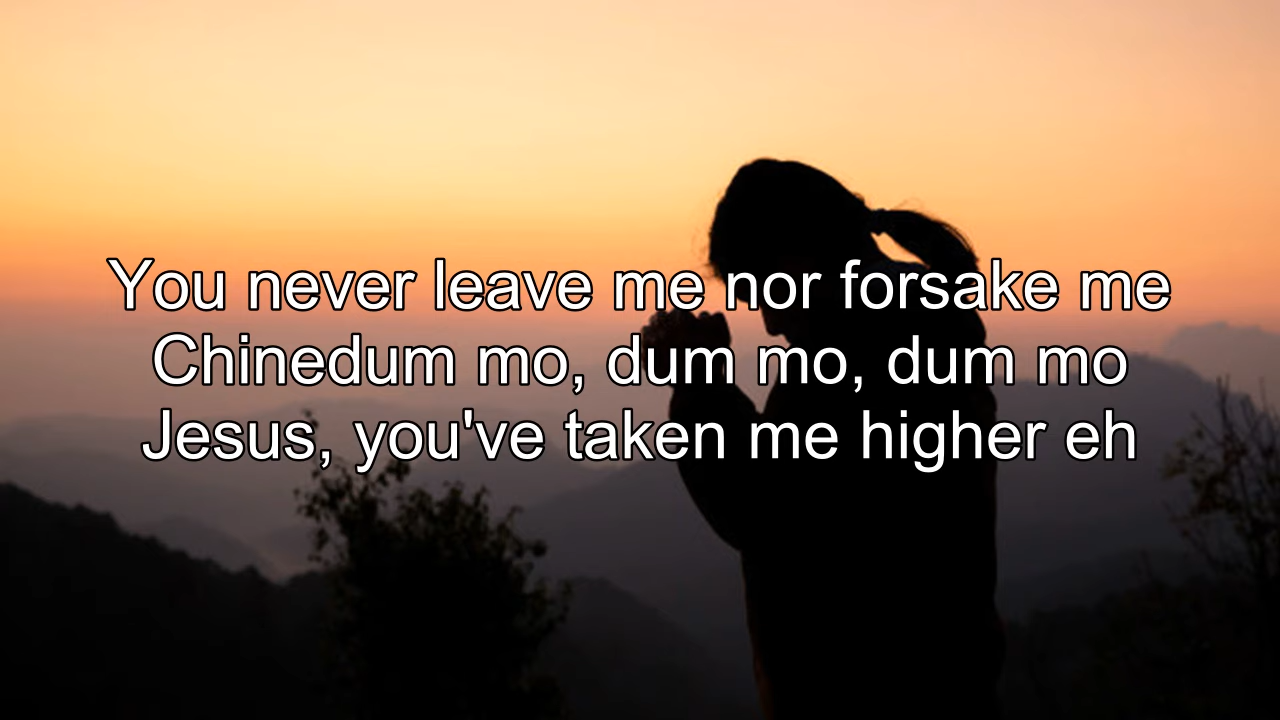 You never leave me nor forsake me
Chinedum mo, dum mo, dum mo
Jesus, you've taken me higher eh